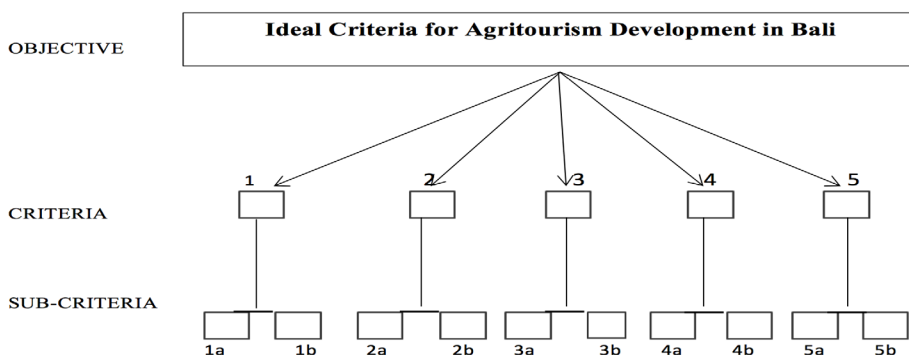 Ideal Criteria for Agritourism Development in Bali
OBJECTIVE
1 2 3 4 5
CRITERIA
SUB-CRITERIA
1a 1b 2a 2b 3a 3b 4a 4b 5a 5b